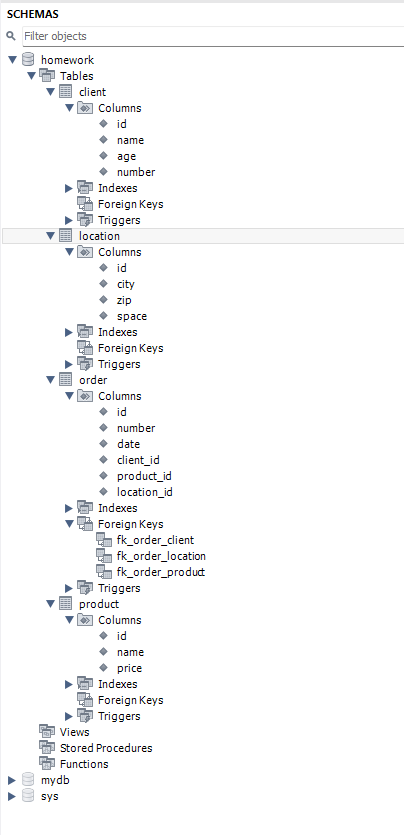 SCHEMAS
Filter objects
homework
Tables
client
Columns
id
name
age
number
Indexes
Foreign Keys
Triggers
location
Columns
id
city
zip
space
Indexes
Foreign Keys
Triggers
order
Columns
id
number
date
client_id
product_id
location_id
Indexes
Foreign Keys
fk_order_client
fk_order_location
fk_order_product
Triggers
product
Columns
id
name
price
Indexes
Foreign Keys
Triggers
Views
Stored Procedures
Functions
mydb
sys